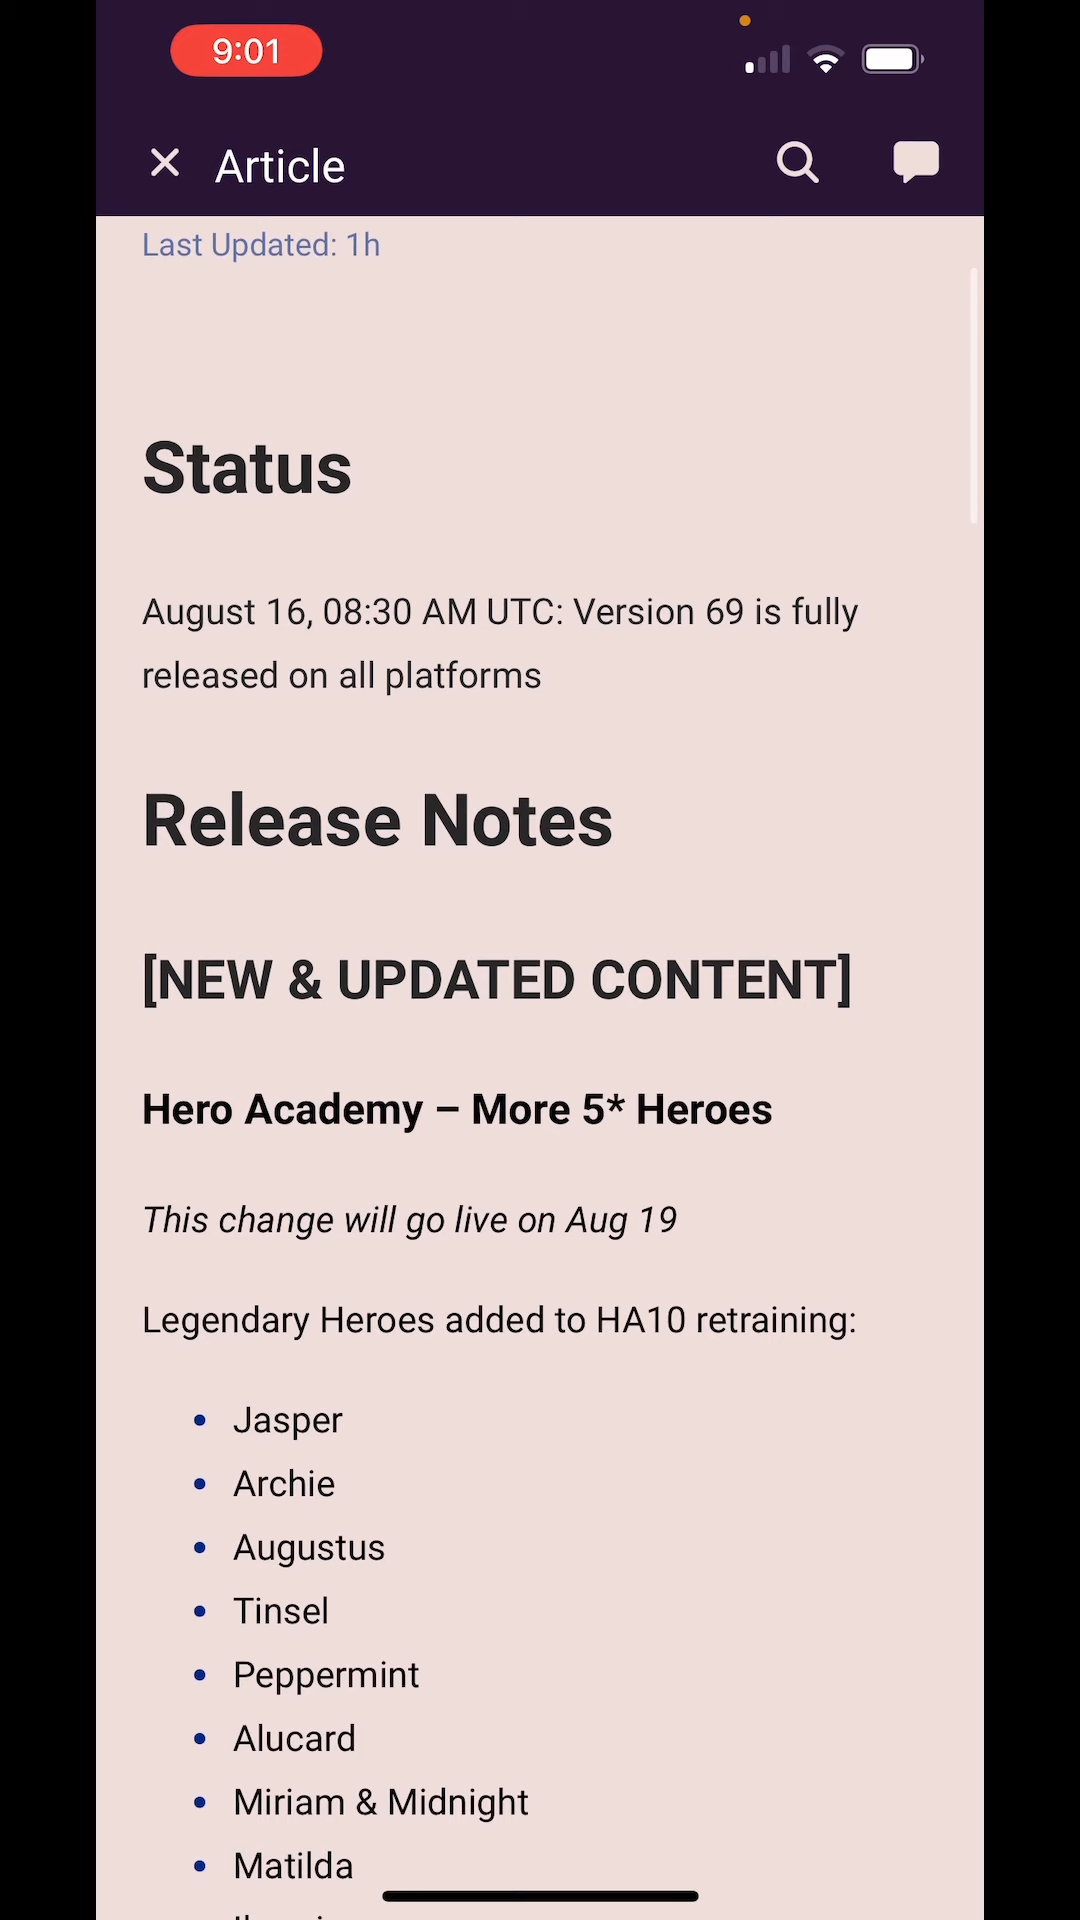 9:01
Article
Last Updated: 1h
Status
August 16, 08:30 AM UTC: Version 69 is fully
released on all platforms
Release Notes
[NEW & UPDATED CONTENT]
Hero Academy – More 5* Heroes
This change will go live on Aug 19
Legendary Heroes added to HA10 retraining:
• Jasper
• Archie
• Augustus
• Tinsel
• Peppermint
• Alucard
• Miriam & Midnight
• Matilda